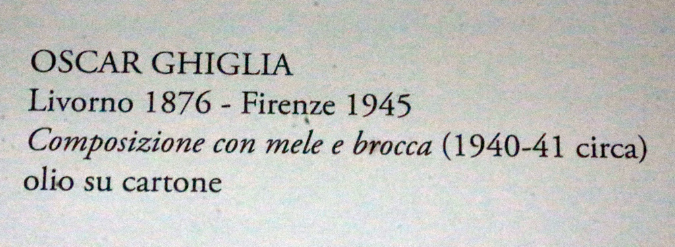 OSCAR GHIGLIA
Livorno 1876 - Firenze 1945
Composizione con mele e brocca (1940-41 circa)
olio su cartone